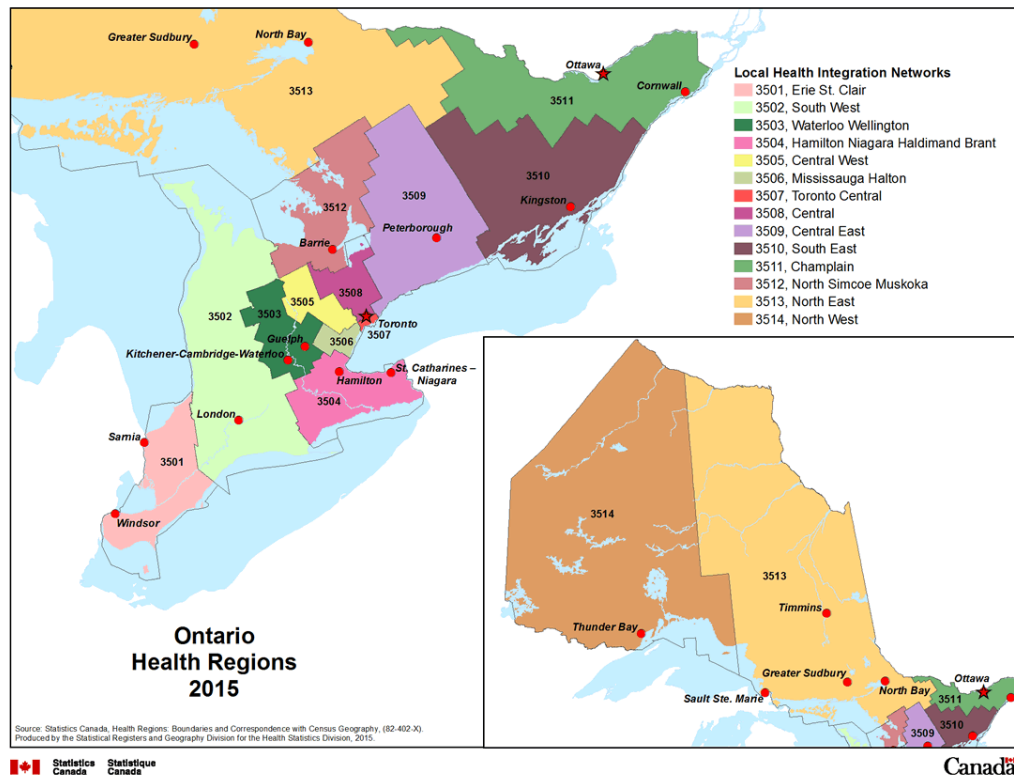 Greater Sudbury
North Bay
3513
Ottawa
3511
Cornwall
3512
3509
3510
Kingston
Peterborough
Barrie
3508
3505
3502
3503
Toronto
3507
Guelph
3506
Kitchener-Cambridge-Waterloo
Hamilton
St. Catharines –
Niagara
3504
London
Sarnia
3501
Windsor
Local Health Integration Networks
3501, Erie St. Clair
3502, South West
3503, Waterloo Wellington
3504, Hamilton Niagara Haldimand Brant
3505, Central West
3506, Mississauga Halton
3507, Toronto Central
3508, Central
3509, Central East
3510, South East
3511, Champlain
3512, North Simcoe Muskoka
3513, North East
3514, North West
3514
3513
Timmins
Thunder Bay
Greater Sudbury
Ottawa
North Bay
Sault Ste. Marie
3511
3510
3509
Ontario
Health Regions
2015
Source: Statistics Canada, Health Regions: Boundaries and Correspondence with Census Geography, (82-402-X).
Produced by the Statistical Registers and Geography Division for the Health Statistics Division, 2015.
Statistics Statistique
Canada Canada
Canada